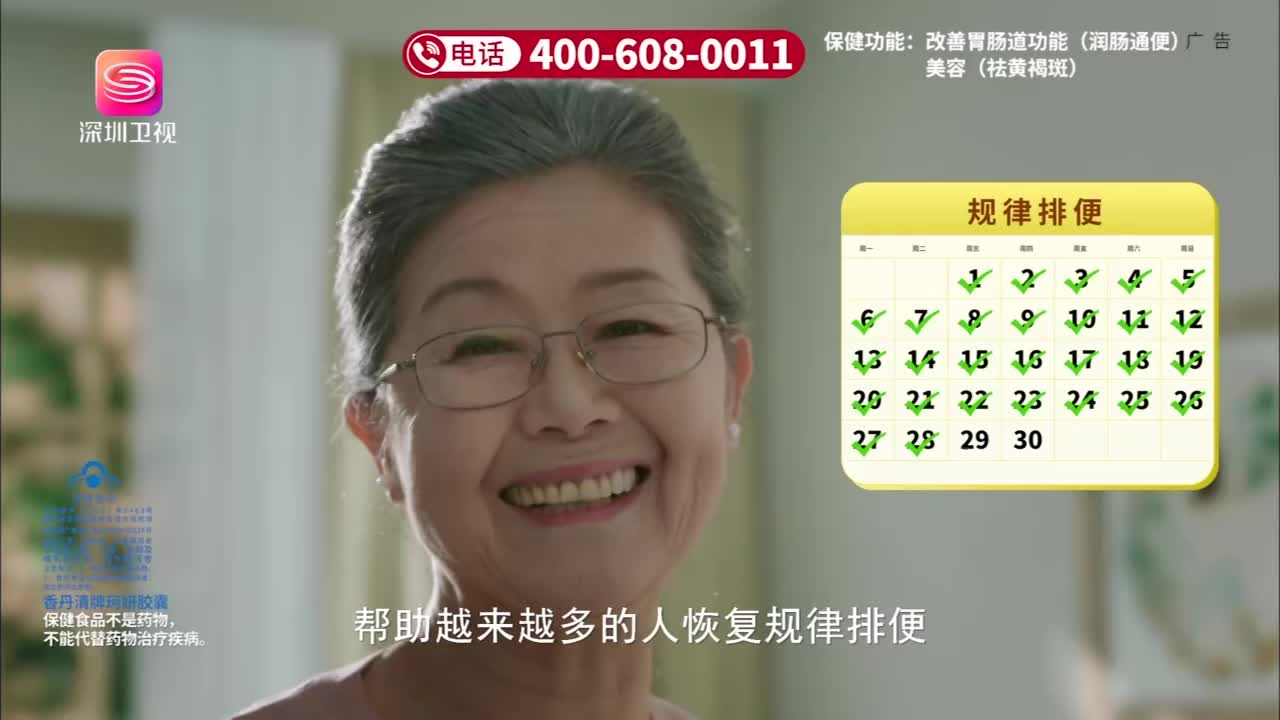 电话 400-608-0011
保健功能：改善胃肠道功能（润肠通便）
美容（祛黄褐斑）
广告
深圳卫视
规律排便
周一 周二 周三 周四 周五 周六 周日
1 2 3 4 5
6 7 8 9 10 11 12
13 14 15 16 17 18 19
20 21 22 23 24 25 26
27 28 29 30
香丹清牌珂妍胶囊
保健食品不是药物，
不能代替药物治疗疾病。
帮助越来越多的人恢复规律排便